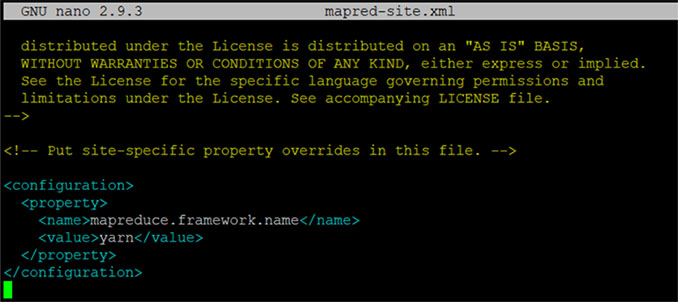 GNU nano 2.9.3 mapred-site.xml
distributed under the License is distributed on an "AS IS" BASIS,
WITHOUT WARRANTIES OR CONDITIONS OF ANY KIND, either express or implied.
See the License for the specific language governing permissions and
limitations under the License. See accompanying LICENSE file.
-->
<!-- Put site-specific property overrides in this file. -->
<configuration>
<property>
<name>mapreduce.framework.name</name>
<value>yarn</value>
</property>
</configuration>